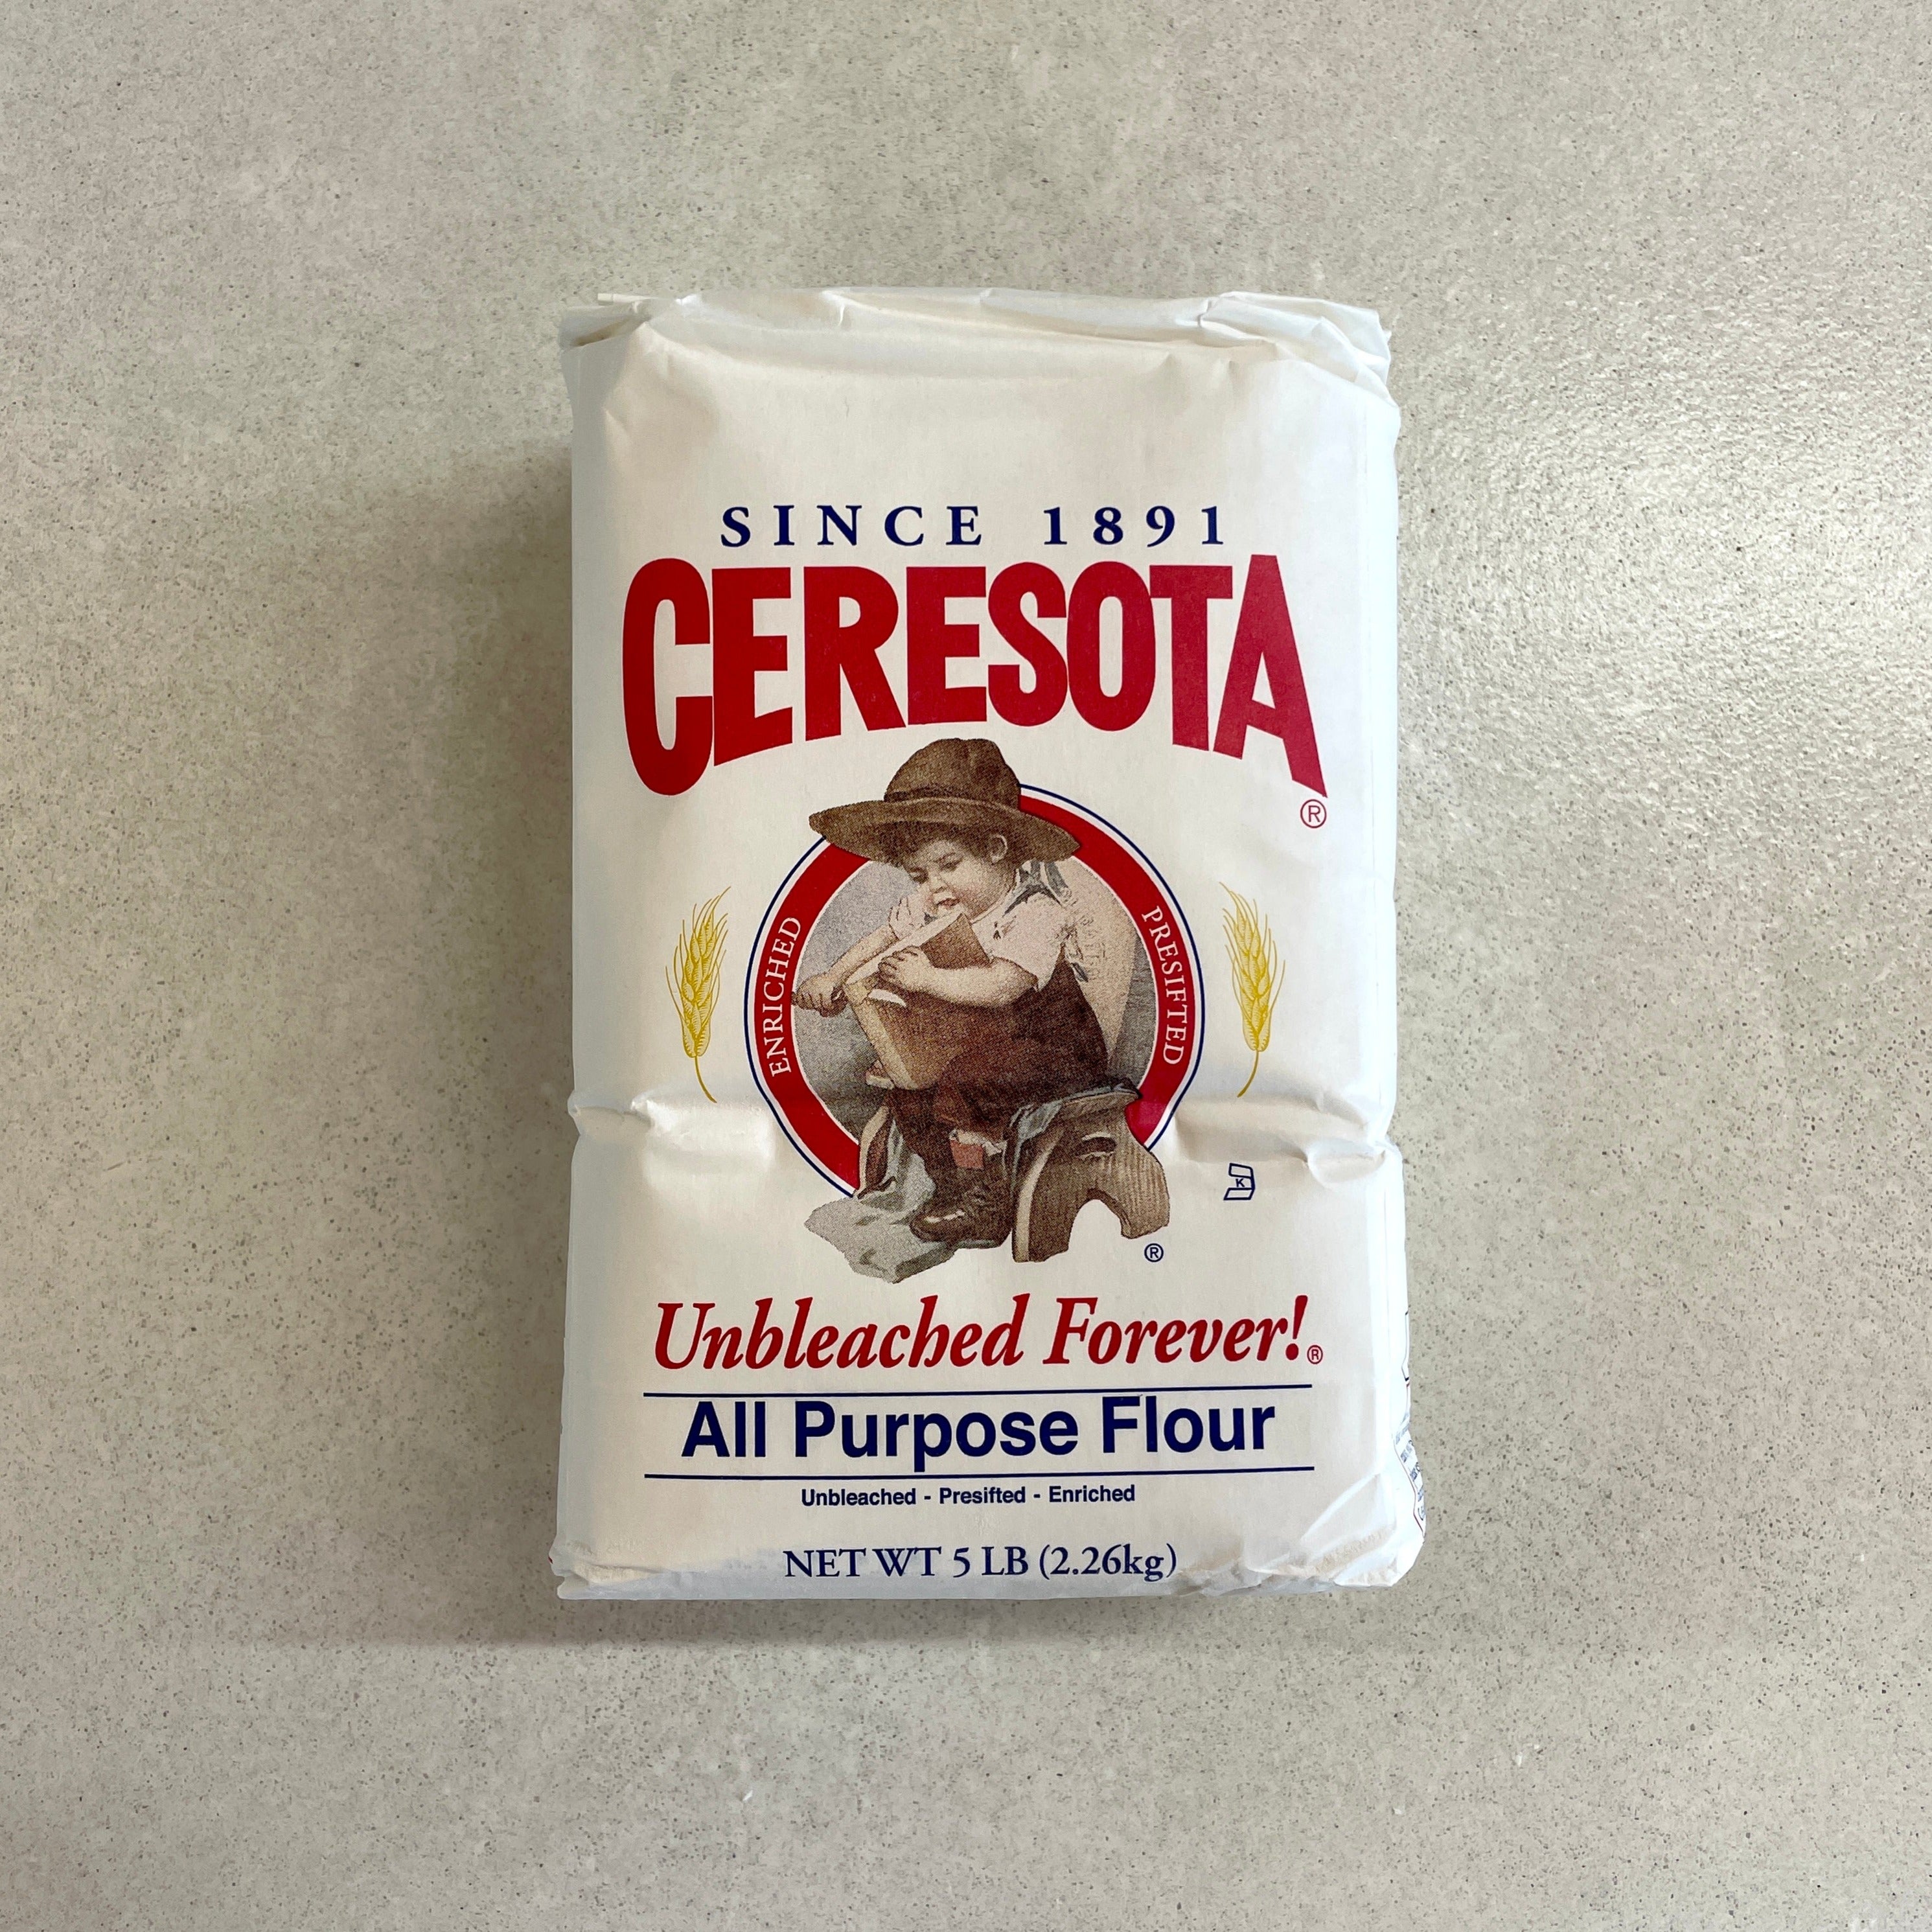 SINCE 1891
CERESOTA
®
ENRICHED
PRESIFTED
K
®
Unbleached Forever!®
All Purpose Flour
Unbleached - Presifted - Enriched
NET WT 5 LB (2.26kg)